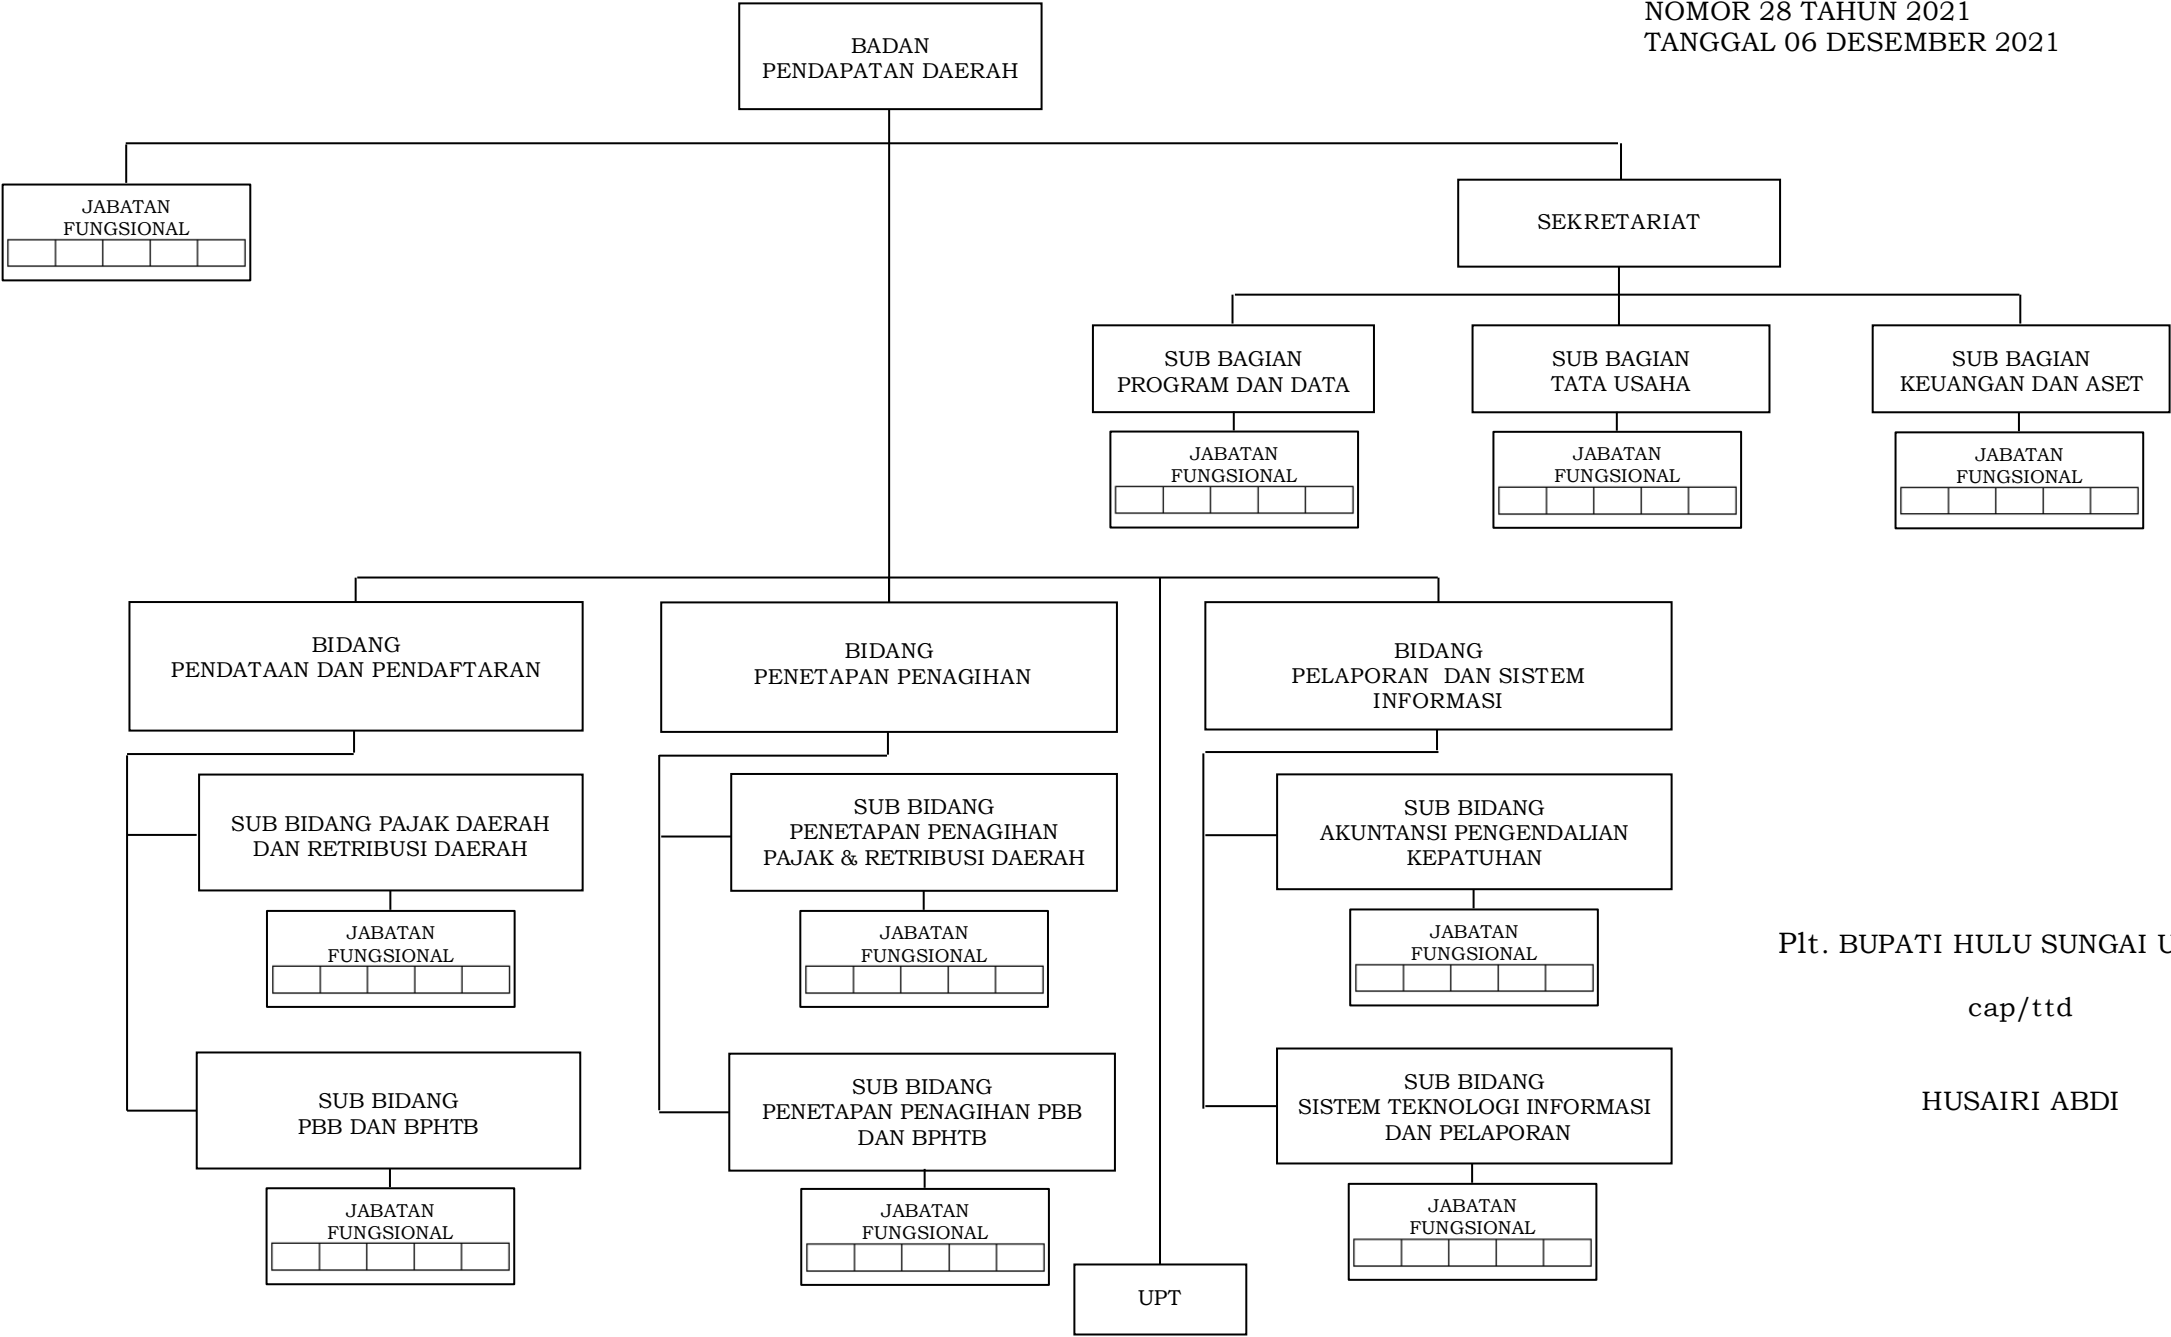 NOMOR 28 TAHUN 2021
TANGGAL 06 DESEMBER 2021
BADAN
PENDAPATAN DAERAH
JABATAN
FUNGSIONAL
SEKRETARIAT
SUB BAGIAN
PROGRAM DAN DATA
SUB BAGIAN
TATA USAHA
SUB BAGIAN
KEUANGAN DAN ASET
JABATAN
FUNGSIONAL
JABATAN
FUNGSIONAL
JABATAN
FUNGSIONAL
BIDANG
PENDATAAN DAN PENDAFTARAN
BIDANG
PENETAPAN PENAGIHAN
BIDANG
PELAPORAN  DAN SISTEM
INFORMASI
SUB BIDANG PAJAK DAERAH
DAN RETRIBUSI DAERAH
SUB BIDANG
PENETAPAN PENAGIHAN
PAJAK & RETRIBUSI DAERAH
SUB BIDANG
AKUNTANSI PENGENDALIAN
KEPATUHAN
JABATAN
FUNGSIONAL
JABATAN
FUNGSIONAL
JABATAN
FUNGSIONAL
SUB BIDANG
PBB DAN BPHTB
SUB BIDANG
PENETAPAN PENAGIHAN PBB
DAN BPHTB
SUB BIDANG
SISTEM TEKNOLOGI INFORMASI
DAN PELAPORAN
JABATAN
FUNGSIONAL
JABATAN
FUNGSIONAL
JABATAN
FUNGSIONAL
UPT
Plt. BUPATI HULU SUNGAI
cap/ttd
HUSAIRI ABDI